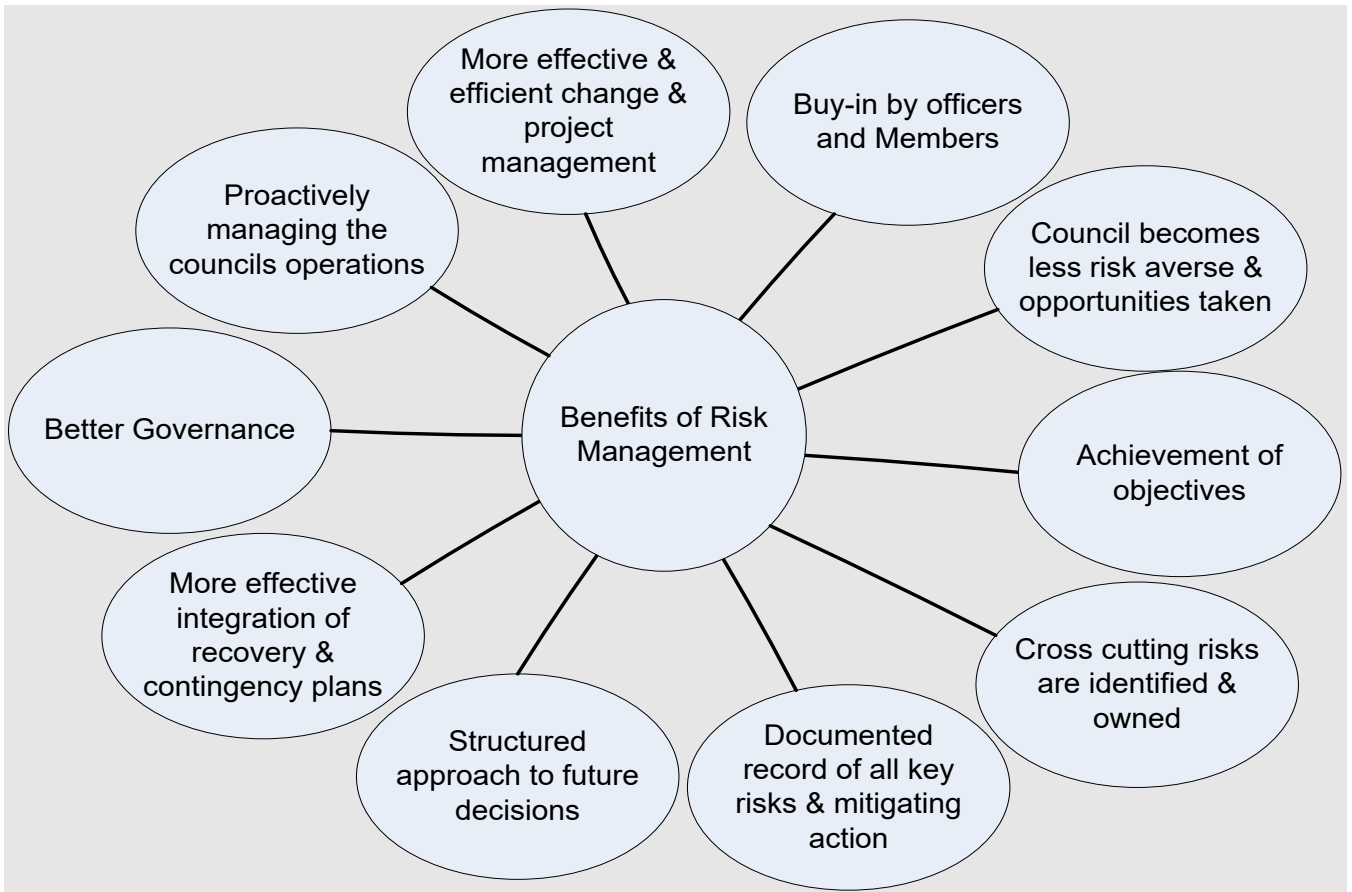 More effective &
efficient change &
project
management
Buy-in by officers
and Members
Proactively
managing the
councils operations
Council becomes
less risk averse &
opportunities taken
Better Governance
Benefits of Risk
Management
Achievement of
objectives
More effective
integration of
recovery &
contingency plans
Cross cutting risks
are identified &
owned
Structured
approach to future
decisions
Documented
record of all key
risks & mitigating
action